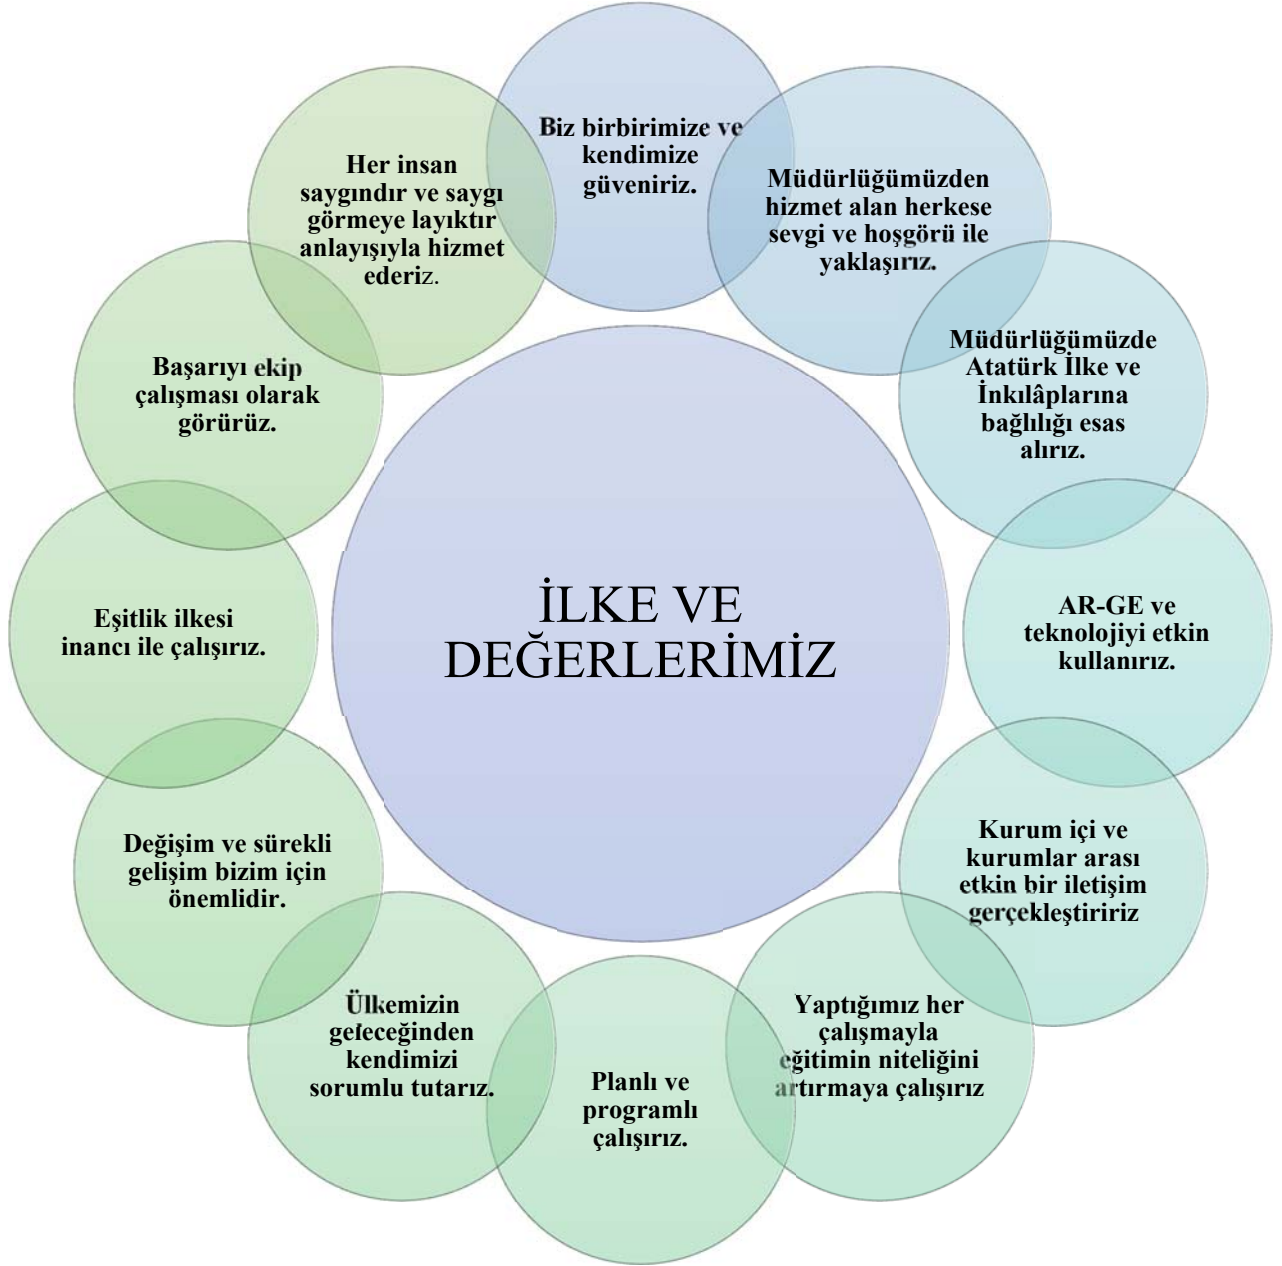 İLKE VE
DEĞERLERİMİZ
Biz birbirimize ve
kendimize
güveniriz.
Müdürlüğümüzden
hizmet alan herkese
sevgi ve hoşgörü ile
yaklaşırız.
Müdürlüğümüzde
Atatürk İlke ve
İnkılâplarına
bağlılığı esas
alırız.
AR-GE ve
teknolojiyi etkin
kullanırız.
Kurum içi ve
kurumlar arası
etkin bir iletişim
gerçekleştiririz
Yaptığımız her
çalışmayla
eğitimin niteliğini
artırmaya çalışırız
Planlı ve
programlı
çalışırız.
Ülkemizin
geleceğinden
kendimizi
sorumlu tutarız.
Değişim ve sürekli
gelişim bizim için
önemlidir.
Eşitlik ilkesi
inancı ile çalışırız.
Başarıyı ekip
çalışması olarak
görürüz.
Her insan
saygındır ve saygı
görmeye layıktır
anlayışıyla hizmet
ederiz.